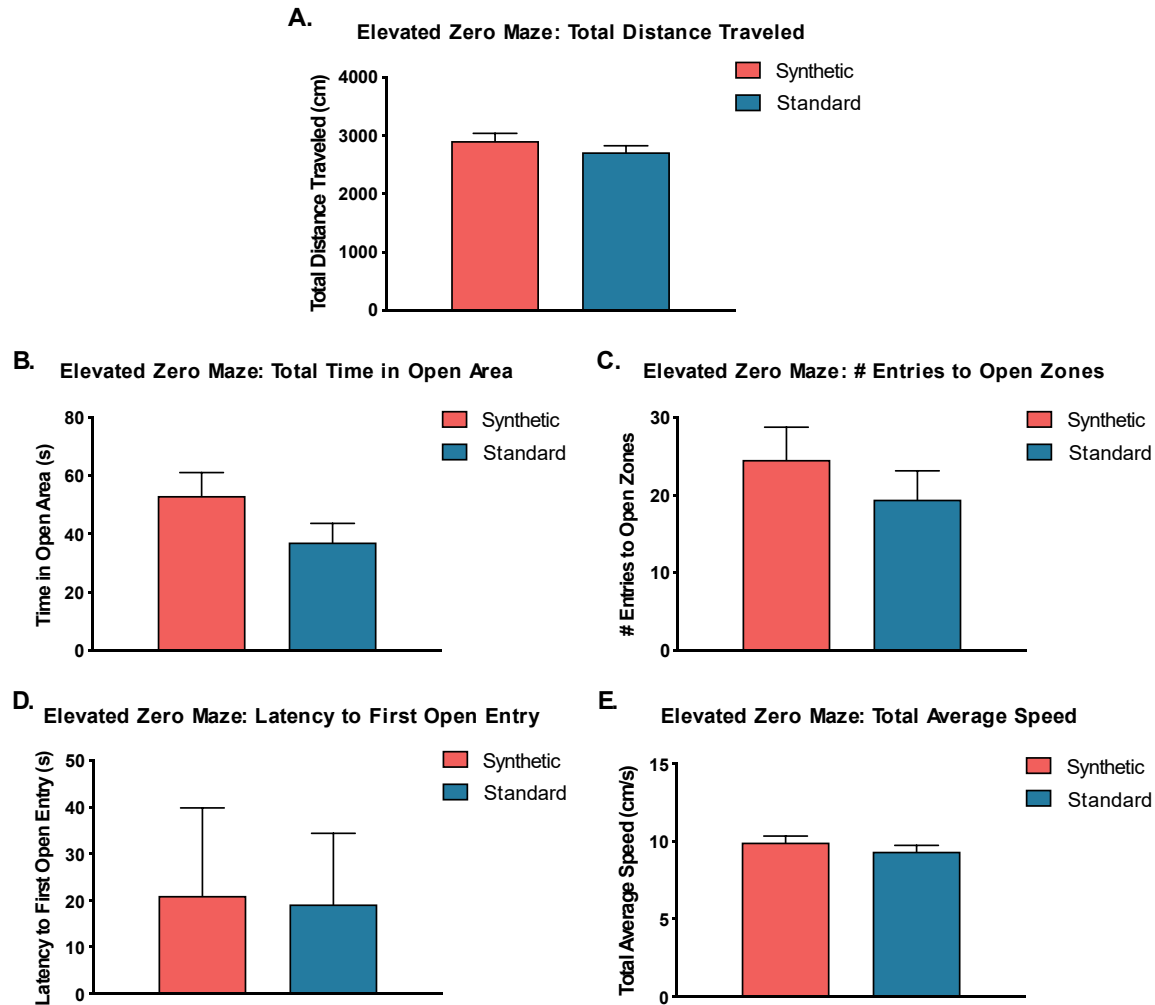 A.
Elevated Zero Maze: Total Distance Traveled
Synthetic
Standard
Total Distance Traveled (cm)
4000
3000
2000
1000
0
B.
Elevated Zero Maze: Total Time in Open Area
Synthetic
Standard
Time in Open Area (s)
80
60
40
20
0
C.
Elevated Zero Maze: # Entries to Open Zones
Synthetic
Standard
# Entries to Open Zones
30
20
10
0
D.
Elevated Zero Maze: Latency to First Open Entry
Synthetic
Standard
Latency to First Open Entry (s)
50
40
30
20
10
0
E.
Elevated Zero Maze: Total Average Speed
Synthetic
Standard
Total Average Speed (cm/s)
15
10
5
0